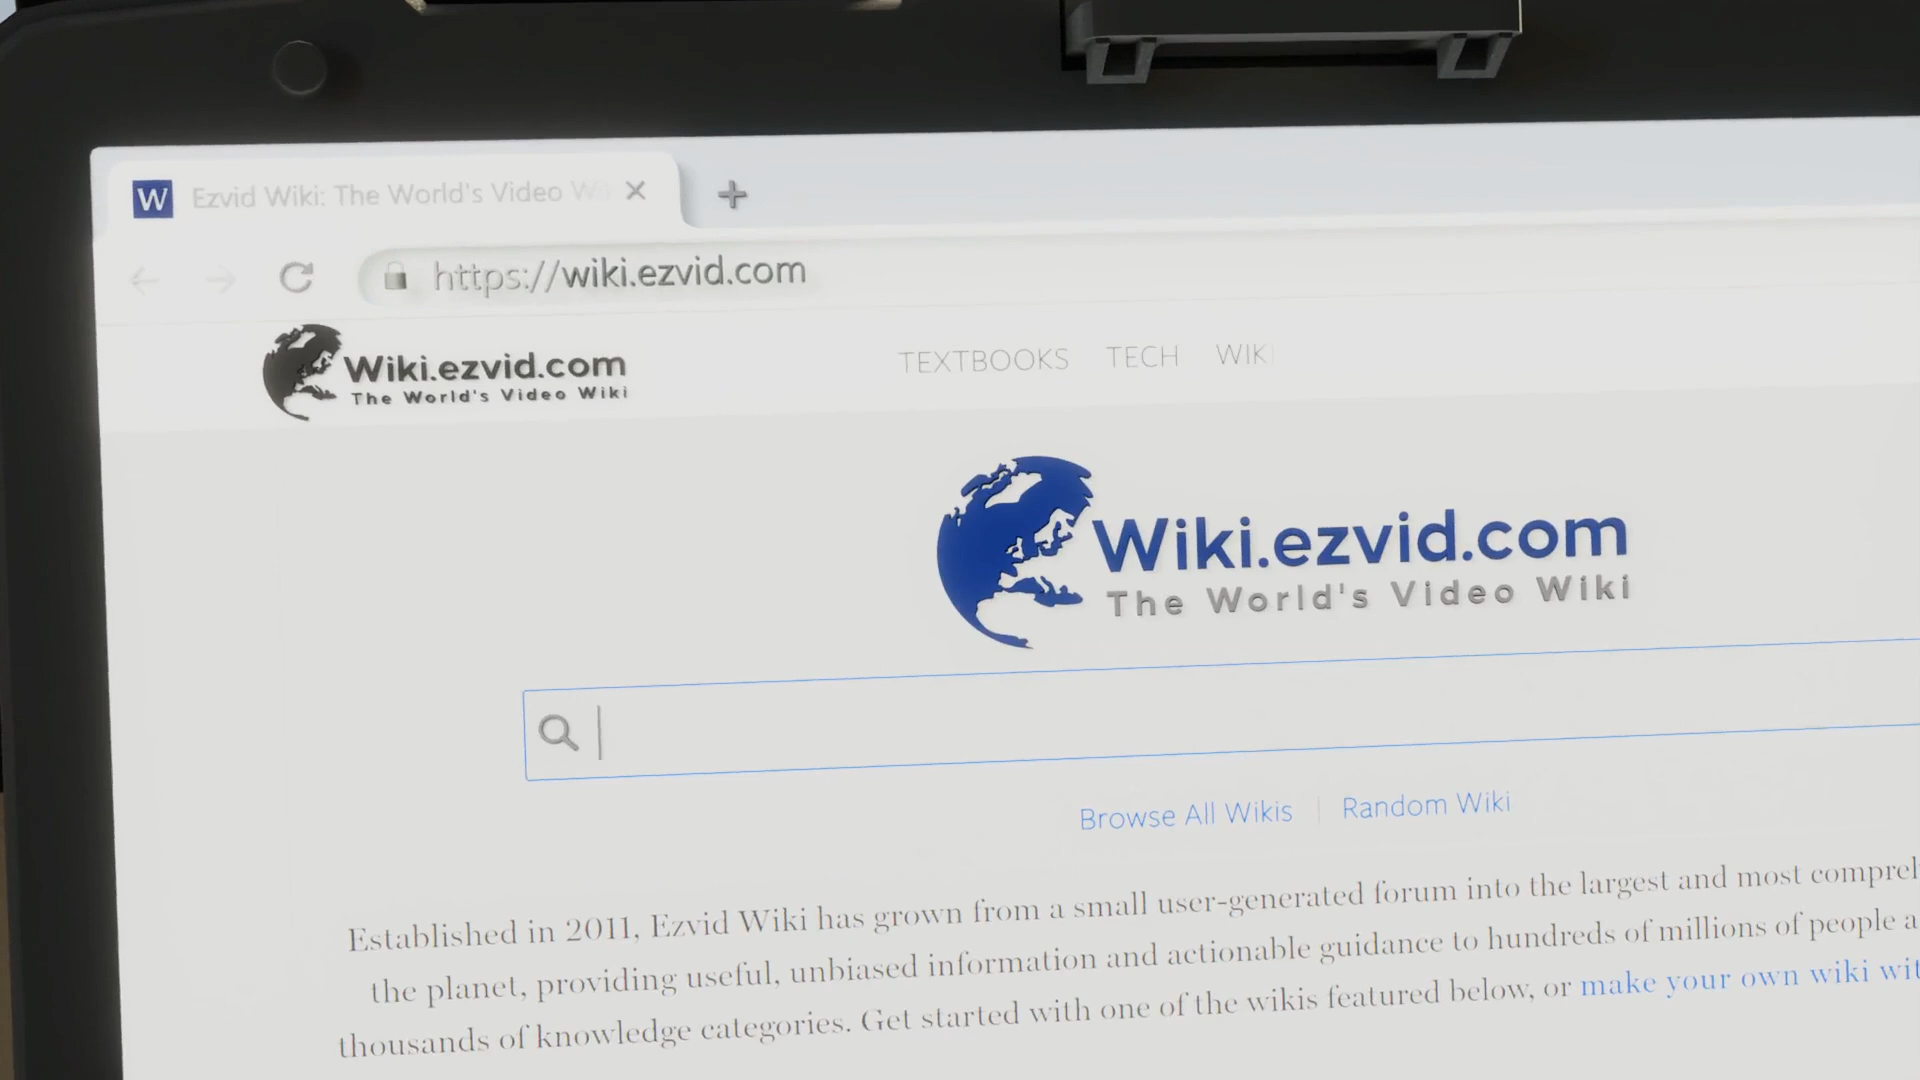 W Ezvid Wiki: The World's Video
https://wiki.ezvid.com
Wiki.ezvid.com
The World's Video Wiki
TEXTBOOKS TECH
Wiki.ezvid.com
The World's Video Wiki
Browse All Wikis | Random Wiki
Established in 2011, Ezvid Wiki has grown from a small user-generated forum into the largest and most
the planet, providing useful, unbiased information and actionable guidance to hundreds of millions of people
thousands of knowledge categories. Get started with one of the wikis featured below, or make your own wiki